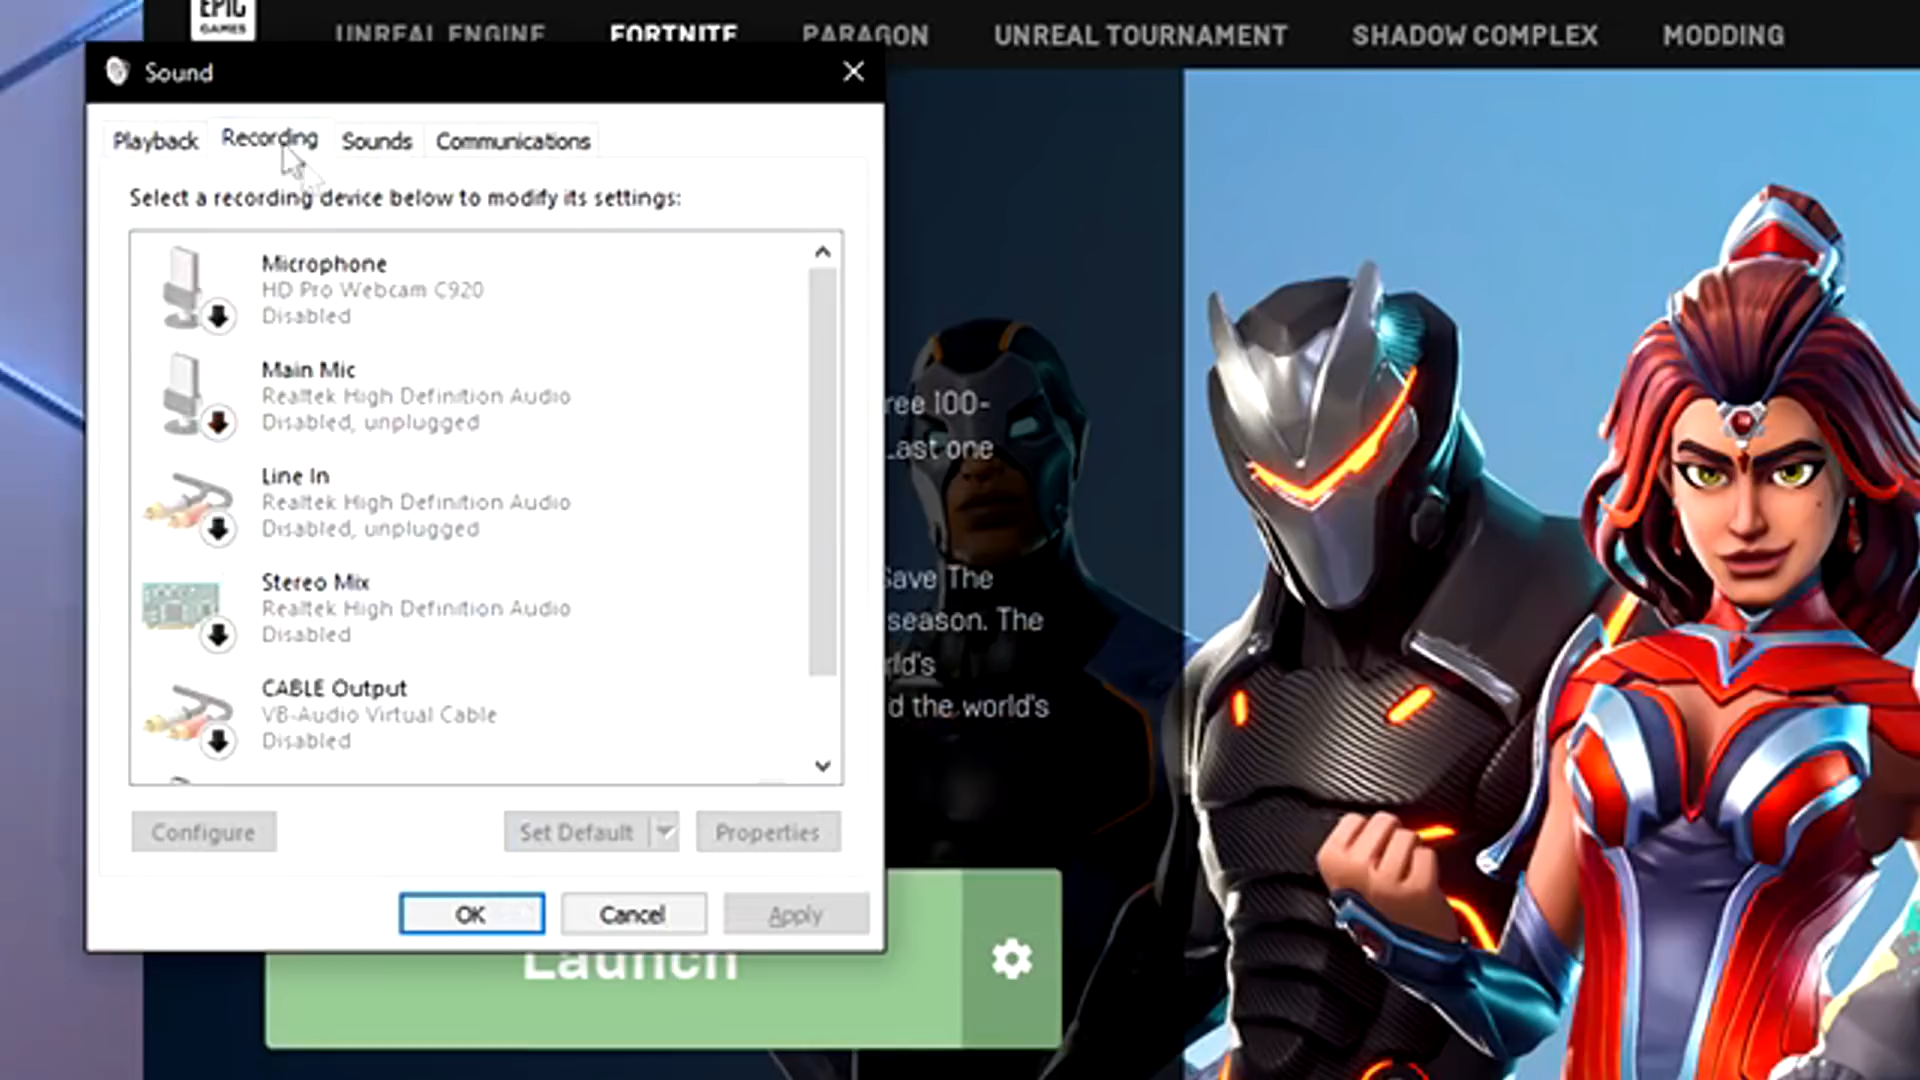 EPIC
GAMES
UNREAL ENGINE
FORTNITE
PARAGON
UNREAL TOURNAMENT
SHADOW COMPLEX
MODDING
Sound
Playback
Recording
Sounds
Communications
Select a recording device below to modify its settings:
Microphone
HD Pro Webcam C920
Disabled
Main Mic
Realtek High Definition Audio
Disabled, unplugged
Line In
Realtek High Definition Audio
Disabled, unplugged
Stereo Mix
Realtek High Definition Audio
Disabled
CABLE Output
VB-Audio Virtual Cable
Disabled
Configure
Set Default
Properties
OK
Cancel
Apply
ree 100-
Last one
Save The
season. The
rld's
d the world's
Launch